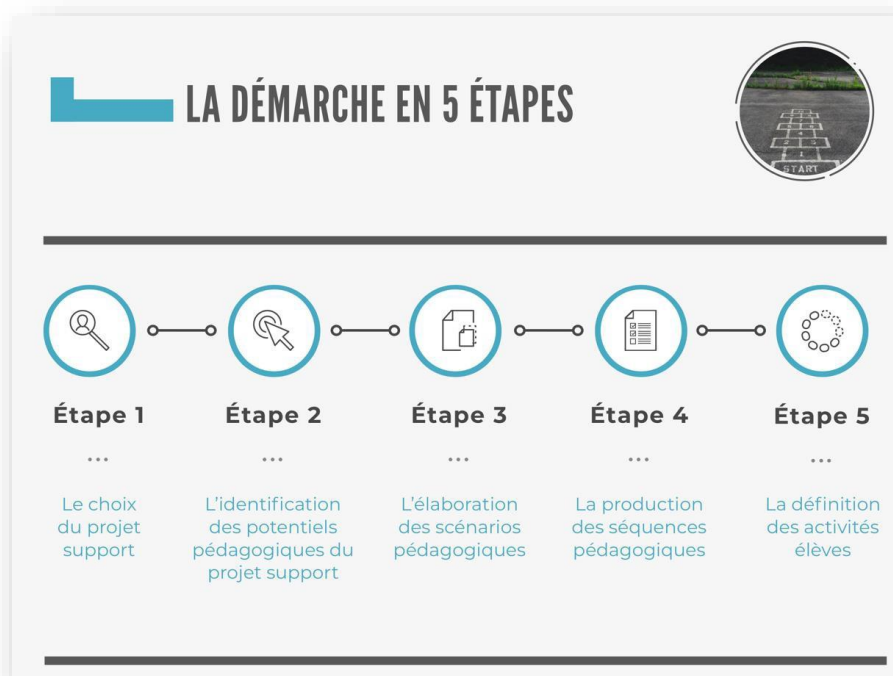 LA DÉMARCHE EN 5 ÉTAPES
START
Étape 1
...
Le choix
du projet
support
Étape 2
...
L'identification
des potentiels
pédagogiques du
projet support
Étape 3
...
L'élaboration
des scénarios
pédagogiques
Étape 4
...
La production
des séquences
pédagogiques
Étape 5
...
La définition
des activités
élèves